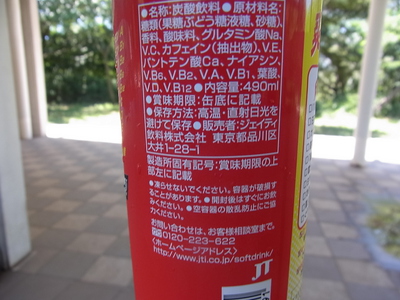 ●名称:炭酸飲料 ●原材料名:
糖類(果糖ぶどう糖液糖、砂糖)、
香料、酸味料、グルタミン酸Na、
V.C、カフェイン(抽出物)、V.E、
パントテン酸Ca、ナイアシン、
V.B6、V.B2、V.A、V.B1、葉酸、
V.D、V.B12 ●内容量:490ml
●賞味期限:缶底に記載
●保存方法:高温・直射日光を
避けて保存 ●販売者:ジェイティ
飲料株式会社 東京都品川区
大井1-28-1
製造所固有記号:賞味期限の上
部左に記載
●凍らせないでください。容器が破損す
ることがあります。●開封後はすぐにお飲
みください。●空容器の散乱防止にご協
力ください。
お問い合わせは、お客様相談室まで。
0120-223-622
〈ホームページアドレス〉
http://www.jti.co.jp/softdrink/
JT